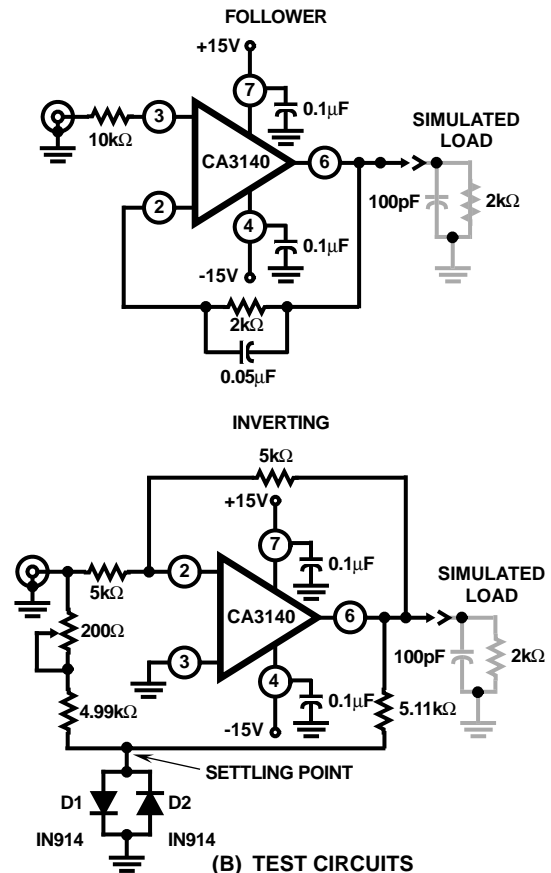 FOLLOWER
+15V
7
0.1μF
SIMULATED
LOAD
3
10kΩ
CA3140
6
100pF
2kΩ
2
4
0.1μF
-15V
2kΩ
0.05μF
INVERTING
5kΩ
+15V
7
0.1μF
SIMULATED
LOAD
5kΩ
2
CA3140
6
200Ω
100pF
2kΩ
3
4
0.1μF
4.99kΩ
-15V
5.11kΩ
SETTLING POINT
D1
D2
IN914
IN914
(B) TEST CIRCUITS